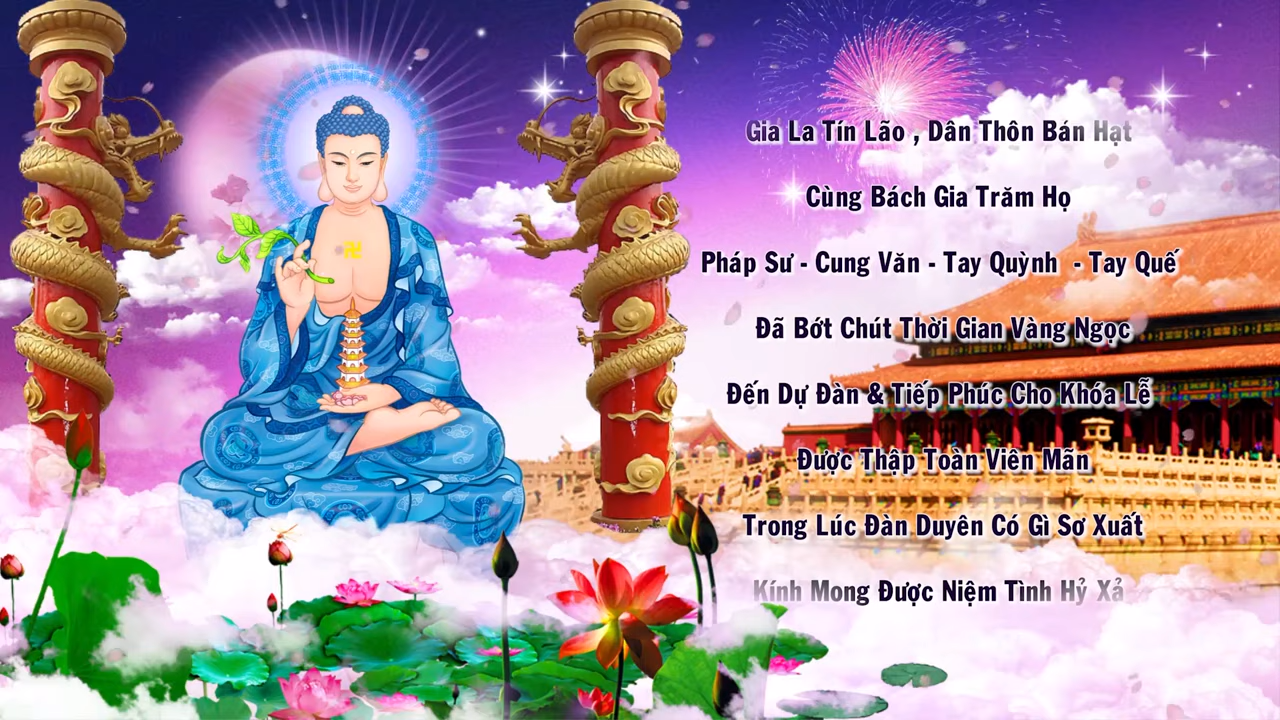 Gia La Tín Lão , Dân Thôn Bán Hạt
Cùng Bách Gia Trăm Họ
Pháp Sư - Cung Văn - Tay Quỳnh - Tay Quế
Đã Bớt Chút Thời Gian Vàng Ngọc
Đến Dự Đàn & Tiếp Phúc Cho Khóa Lễ
Được Thập Toàn Viên Mãn
Trong Lúc Đàn Duyên Có Gì Sơ Xuất
Kính Mong Được Niệm Tình Hỷ Xả